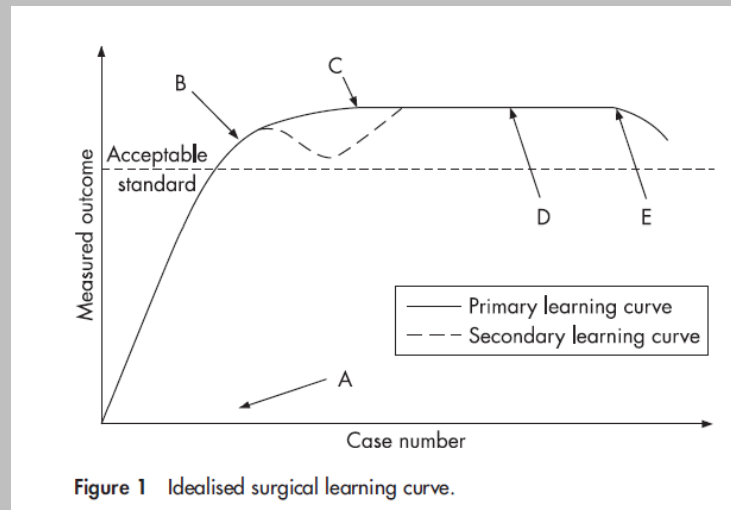 C
B
Acceptable
standard
Measured outcome
D
E
Primary learning curve
Secondary learning curve
A
Case number
Figure 1 Idealised surgical learning curve.